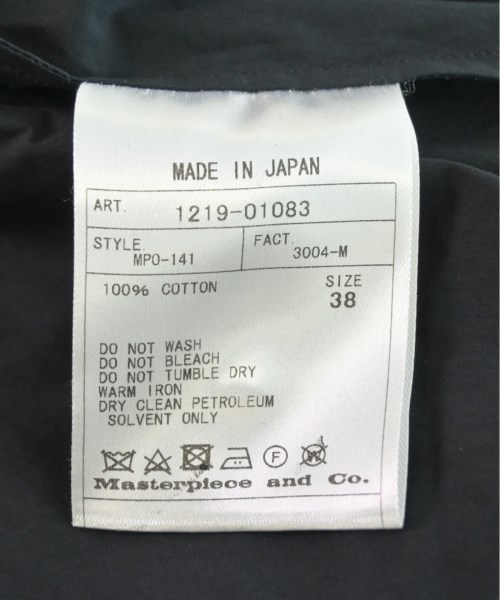 MADE IN JAPAN
ART. 1219-01083
STYLE. FACT.
MPO-141 3004-M
100% COTTON SIZE
38
DO NOT WASH
DO NOT BLEACH
DO NOT TUMBLE DRY
WARM IRON
DRY CLEAN PETROLEUM
SOLVENT ONLY
F W
Masterpiece and Co.